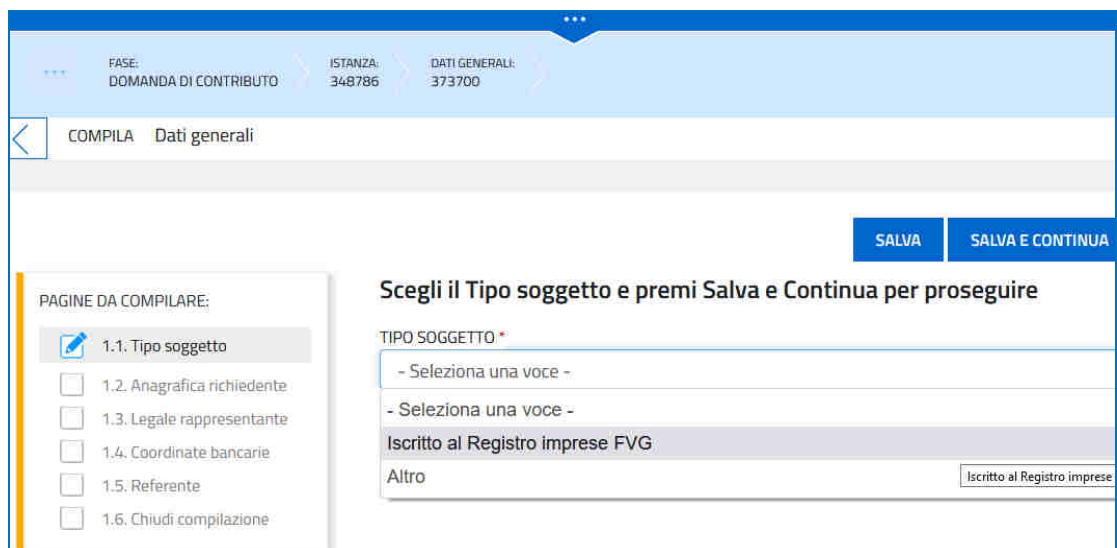 FASE: ISTANZA: DATI GENERALI:
DOMANDA DI CONTRIBUTO 348786 373700
COMPILA Dati generali
SALVA SALVA E CONTINUA
PAGINE DA COMPILARE:
1.1. Tipo soggetto
1.2. Anagrafica richiedente
1.3. Legale rappresentante
1.4. Coordinate bancarie
1.5. Referente
1.6. Chiudi compilazione
Scegli il Tipo soggetto e premi Salva e Continua per proseguire
TIPO SOGGETTO *
- Seleziona una voce -
- Seleziona una voce -
Iscritto al Registro imprese FVG
Altro
Iscritto al Registro imprese